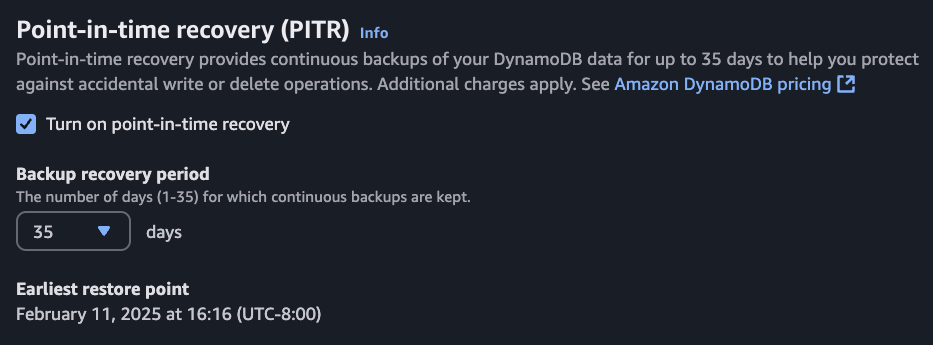 Point-in-time recovery (PITR) Info
Point-in-time recovery provides continuous backups of your DynamoDB data for up to 35 days to help you protect
against accidental write or delete operations. Additional charges apply. See Amazon DynamoDB pricing
Turn on point-in-time recovery
Backup recovery period
The number of days (1-35) for which continuous backups are kept.
35 days
Earliest restore point
February 11, 2025 at 16:16 (UTC-8:00)